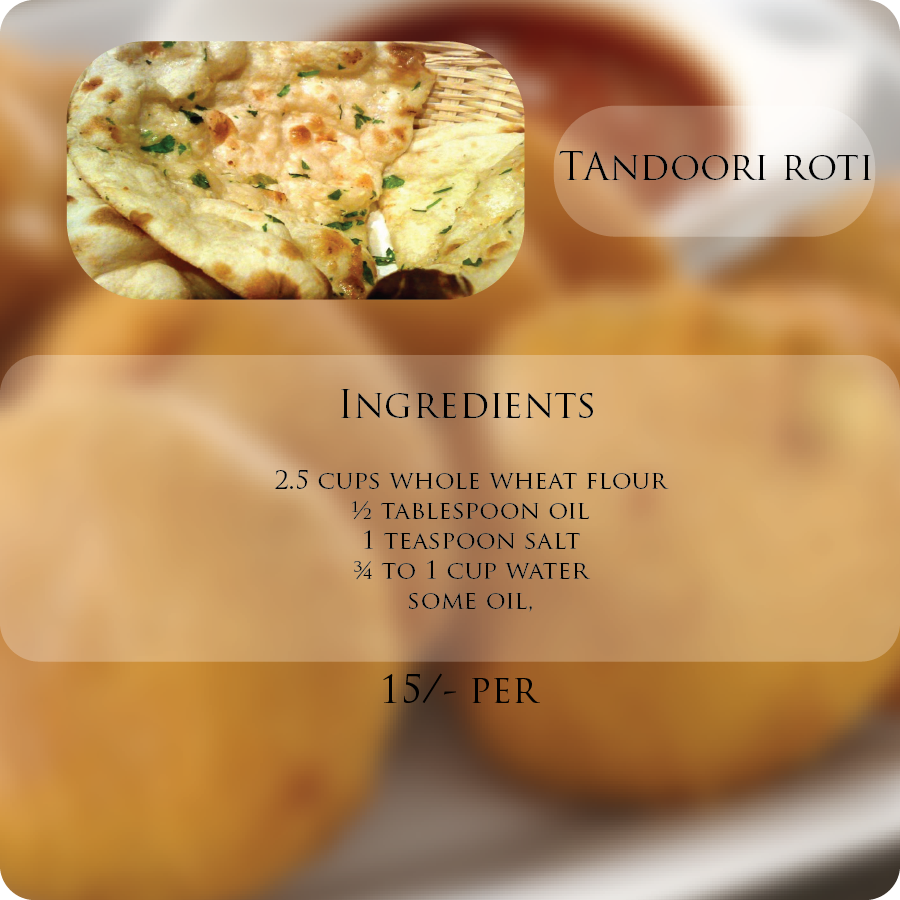 TANDOORI ROTI
INGREDIENTS
2.5 CUPS WHOLE WHEAT FLOUR
½ TABLESPOON OIL
1 TEASPOON SALT
¾ TO 1 CUP WATER
SOME OIL,
15/- PER